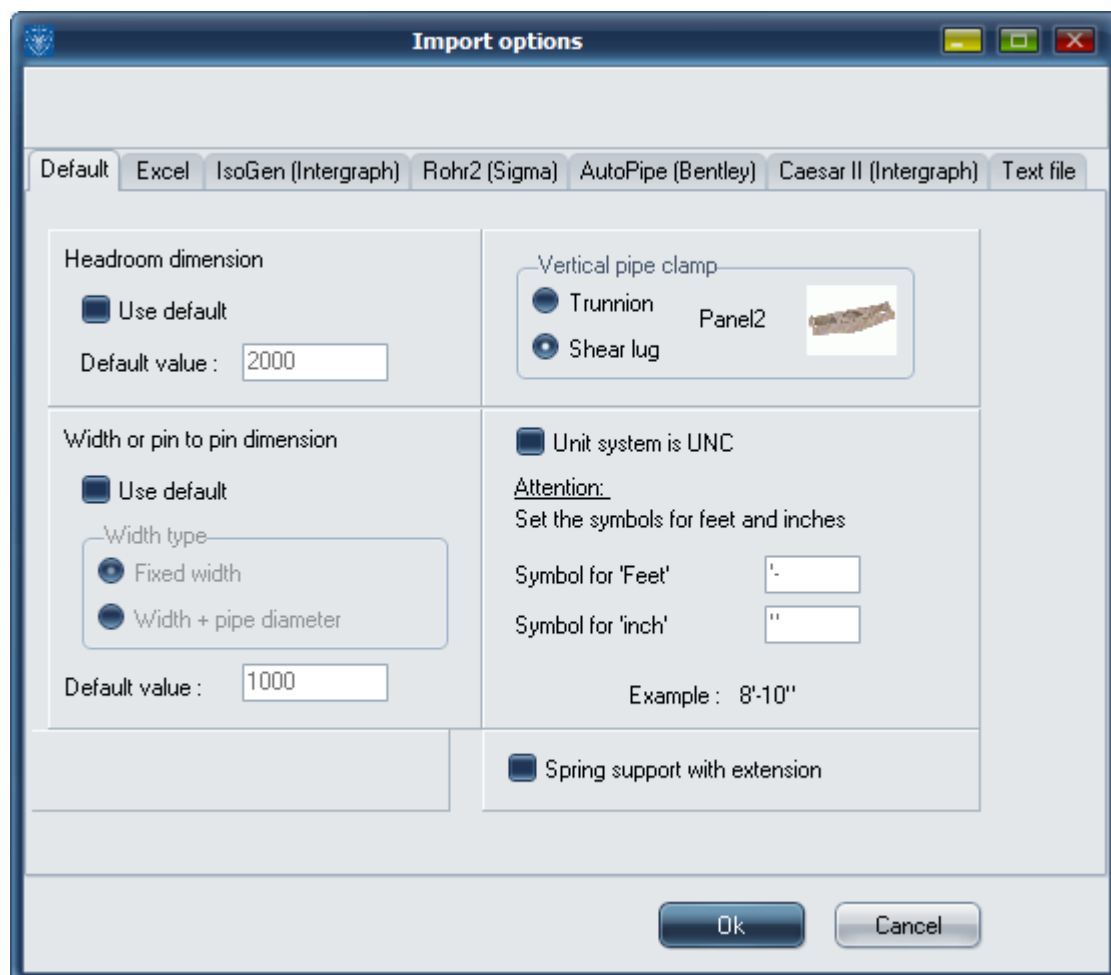 Import options
Default Excel IsoGen (Intergraph) Rohr2 (Sigma) AutoPipe (Bentley) Caesar II (Intergraph) Text file
Headroom dimension
Use default
Default value : 2000
Vertical pipe clamp
Trunnion
Panel2
Shear lug
Width or pin to pin dimension
Use default
Width type
Fixed width
Width + pipe diameter
Default value : 1000
Unit system is UNC
Attention:
Set the symbols for feet and inches
Symbol for 'Feet' '-
Symbol for 'inch' ''
Example : 8'-10''
Spring support with extension
Ok Cancel